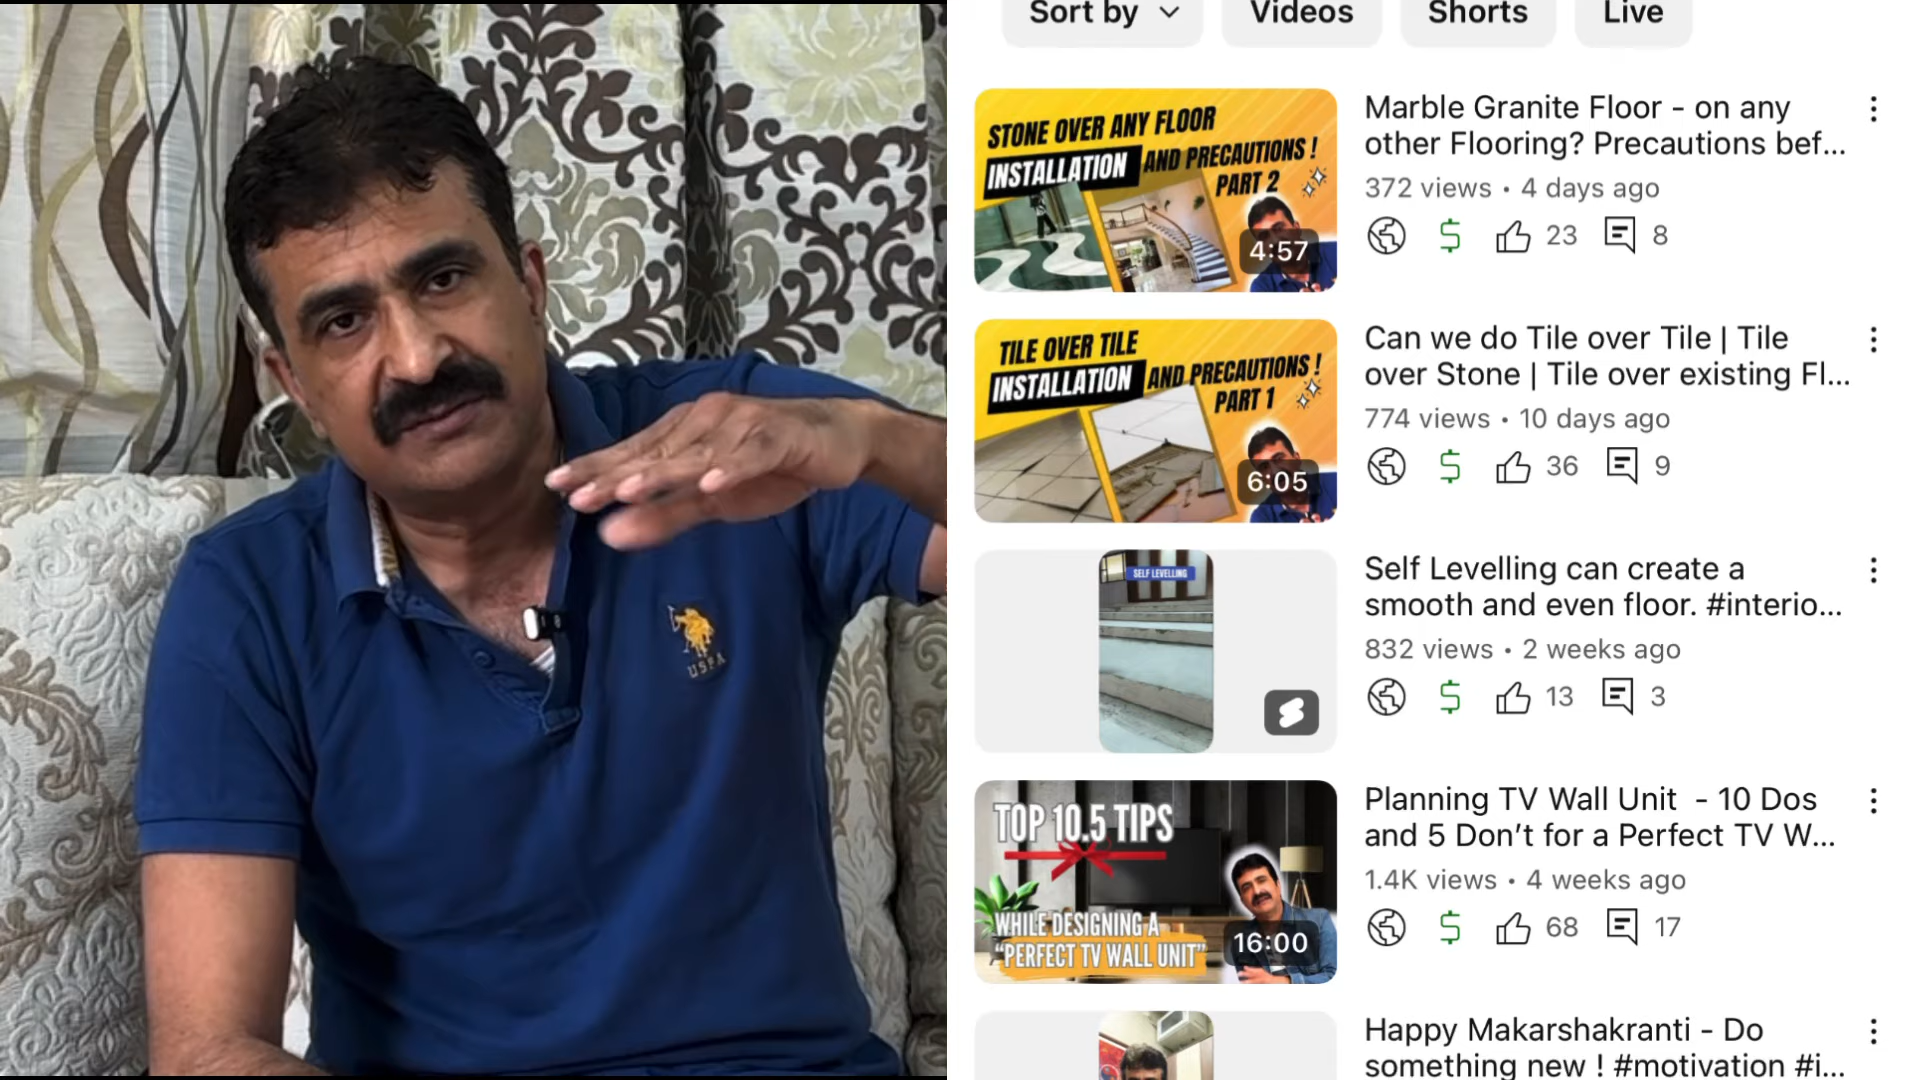 USPA
Sort by
Videos
Shorts
Live
STONE OVER ANY FLOOR
INSTALLATION AND PRECAUTIONS !
PART 2
4:57
Marble Granite Floor - on any
other Flooring? Precautions bef...
372 views • 4 days ago
23
8
TILE OVER TILE
INSTALLATION AND PRECAUTIONS !
PART 1
6:05
Can we do Tile over Tile | Tile
over Stone | Tile over existing Fl...
774 views • 10 days ago
36
9
SELF LEVELLING
Self Levelling can create a
smooth and even floor. #interio...
832 views • 2 weeks ago
13
3
TOP 10.5 TIPS
WHILE DESIGNING A
“PERFECT TV WALL UNIT”
16:00
Planning TV Wall Unit - 10 Dos
and 5 Don’t for a Perfect TV W...
1.4K views • 4 weeks ago
68
17
Happy Makarshakranti - Do
something new ! #motivation #i...